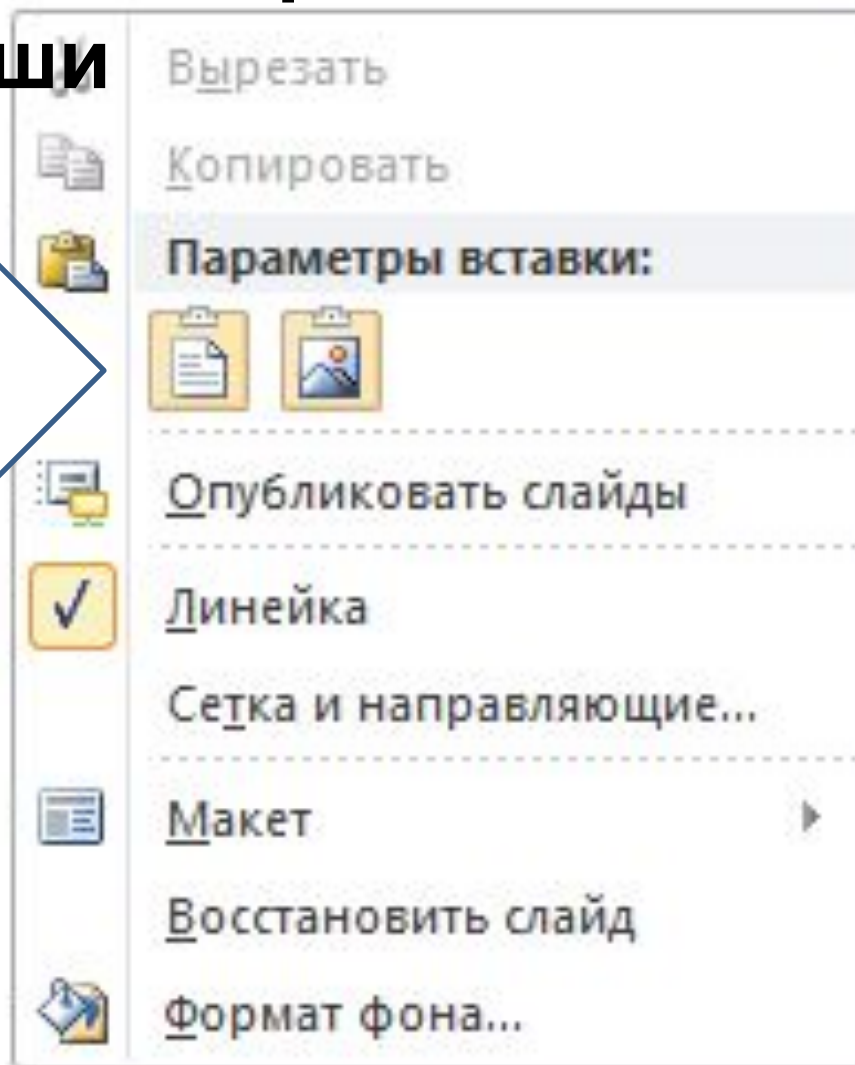 ши
Вырезать
Копировать
Параметры вставки:
Опубликовать слайды
Линейка
Сетка и направляющие...
Макет
Восстановить слайд
Формат фона...